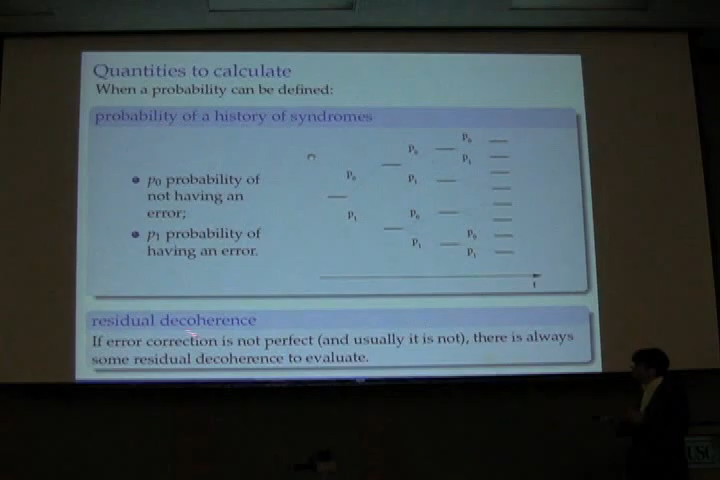 Quantities to calculate
When a probability can be defined:
probability of a history of syndromes
p₀ probability of
not having an
error;
p₁ probability of
having an error.
p₀
p₀ p₁
p₀ p₁
p₁ p₀
p₁ p₀
p₁
t
residual decoherence
If error correction is not perfect (and usually it is not), there is always
some residual decoherence to evaluate.
USC